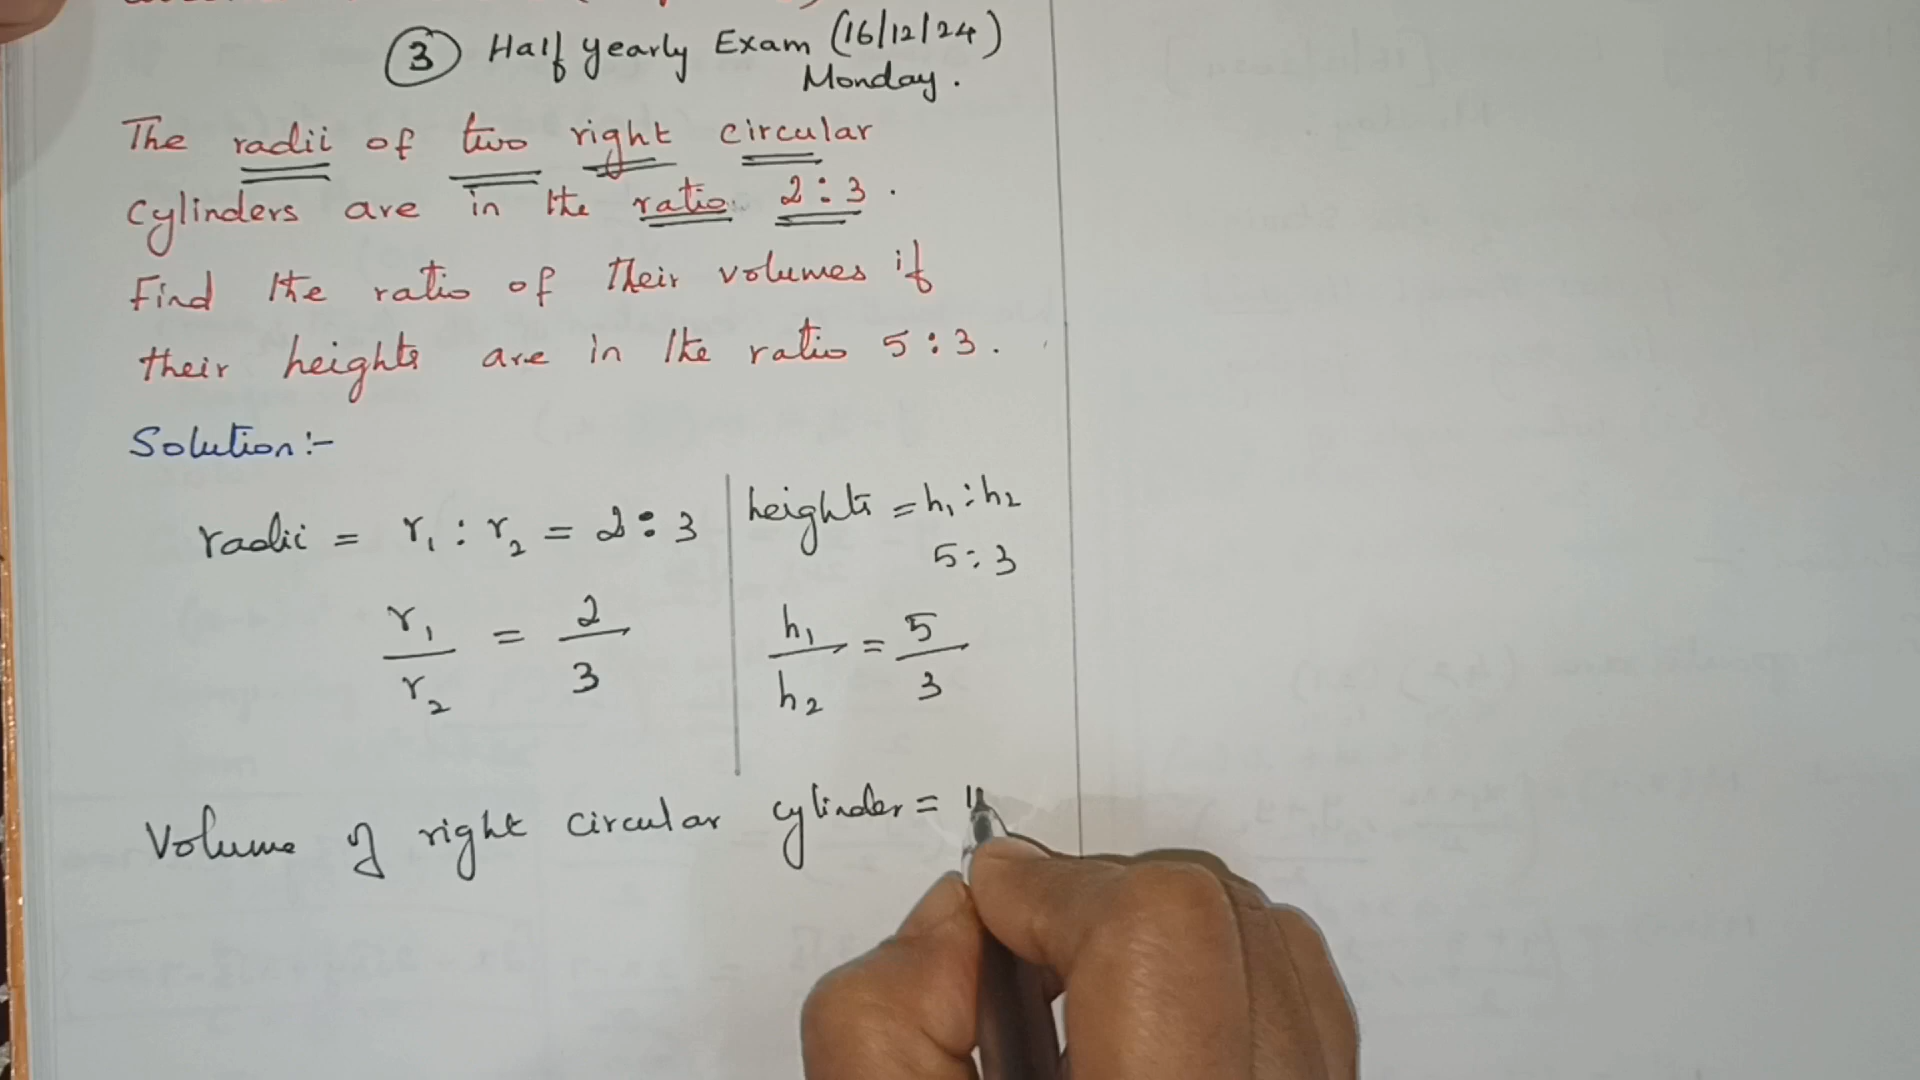 ③ Half yearly Exam (16/12/24)
Monday.
The radii of two right circular
cylinders are in the ratio 2:3.
Find the ratio of their volumes if
their heights are in the ratio 5:3.
Solution:-
radii = r₁ : r₂ = 2:3
r₁/r₂ = 2/3
heights = h₁:h₂
5:3
h₁/h₂ = 5/3
Volume of right circular cylinder =